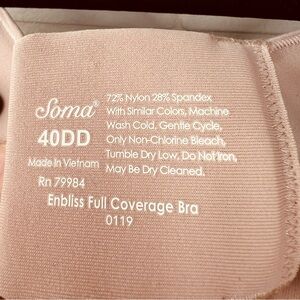 Soma®
40DD
Made in Vietnam
Rn 79984
72% Nylon 28% Spandex
With Similar Colors, Machine
Wash Cold, Gentle Cycle,
Only Non-Chlorine Bleach,
Tumble Dry Low, Do Not Iron,
May Be Dry Cleaned.
Enbliss Full Coverage Bra
0119